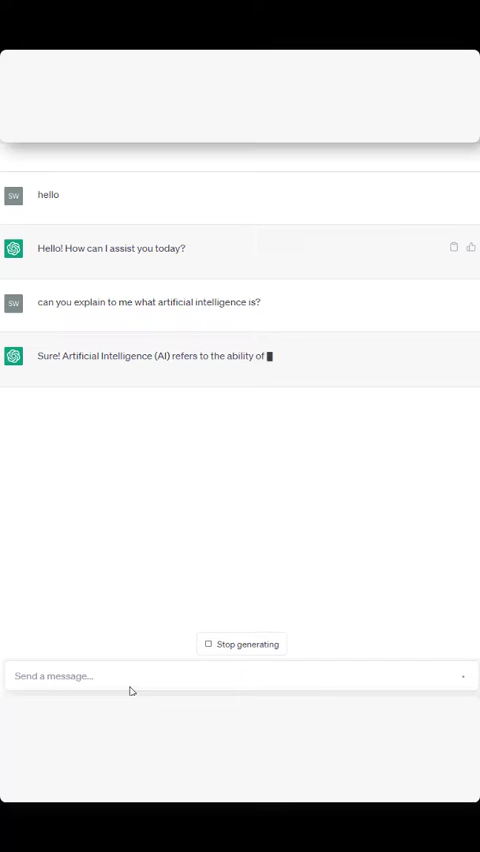 SW
hello
Hello! How can I assist you today?
SW
can you explain to me what artificial intelligence is?
Sure! Artificial Intelligence (AI) refers to the ability of
Stop generating
Send a message...